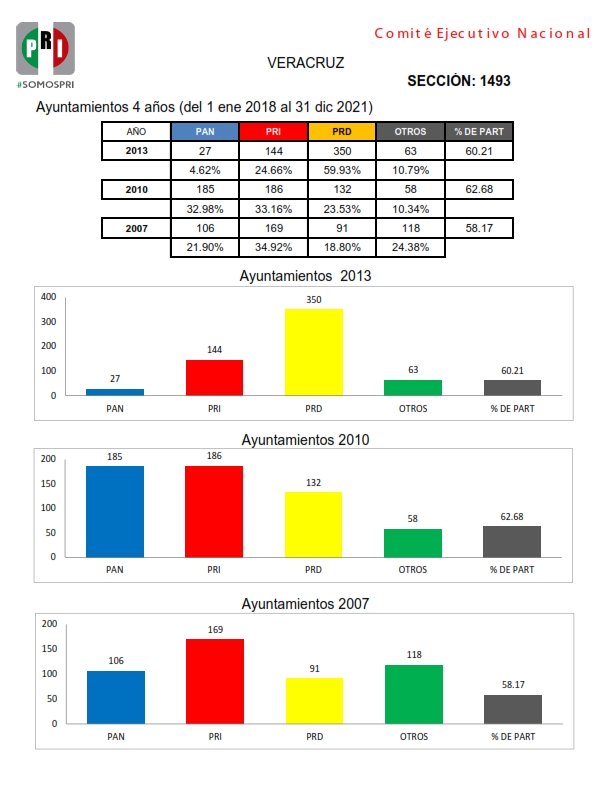 Comité Ejecutivo Nacional
PRI
#SOMOSPRI
VERACRUZ
SECCIÓN: 1493
Ayuntamientos 4 años (del 1 ene 2018 al 31 dic 2021)
AÑO PAN PRI PRD OTROS % DE PART
2013 27 144 350 63 60.21
4.62% 24.66% 59.93% 10.79%
2010 185 186 132 58 62.68
32.98% 33.16% 23.53% 10.34%
2007 106 169 91 118 58.17
21.90% 34.92% 18.80% 24.38%
Ayuntamientos 2013
400
300
200
100
0
27 144 350 63 60.21
PAN PRI PRD OTROS % DE PART
Ayuntamientos 2010
200
150
100
50
0
185 186 132 58 62.68
PAN PRI PRD OTROS % DE PART
Ayuntamientos 2007
200
150
100
50
0
106 169 91 118 58.17
PAN PRI PRD OTROS % DE PART